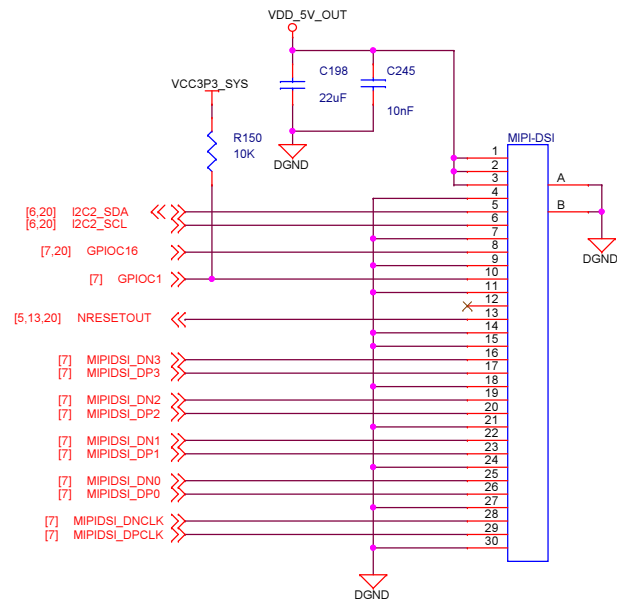 VDD_5V_OUT
C198
C245
VCC3P3_SYS
22uF
10nF
R150
10K
DGND
MIPI-DSI
1
2
3
A
4
[6,20] I2C2_SDA
5
B
[6,20] I2C2_SCL
6
7
[7,20] GPIOC16
8
DGND
9
[7] GPIOC1
10
11
12
[5,13,20] NRESETOUT
13
14
15
[7] MIPIDSI_DN3
16
[7] MIPIDSI_DP3
17
18
[7] MIPIDSI_DN2
19
[7] MIPIDSI_DP2
20
21
[7] MIPIDSI_DN1
22
[7] MIPIDSI_DP1
23
24
[7] MIPIDSI_DN0
25
[7] MIPIDSI_DP0
26
27
[7] MIPIDSI_DNCLK
28
[7] MIPIDSI_DPCLK
29
30
DGND